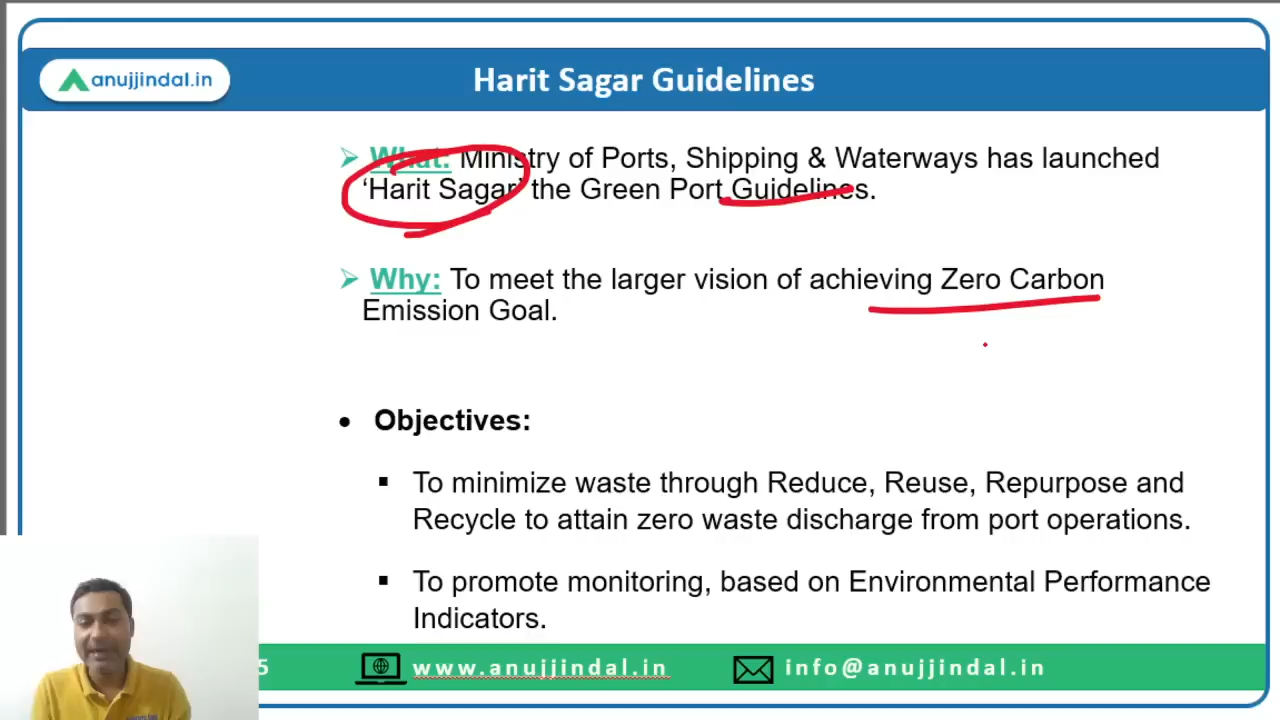 anujjindal.in
Harit Sagar Guidelines
What: Ministry of Ports, Shipping & Waterways has launched
‘Harit Sagar’ the Green Port Guidelines.
Why: To meet the larger vision of achieving Zero Carbon
Emission Goal.
Objectives:
To minimize waste through Reduce, Reuse, Repurpose and
Recycle to attain zero waste discharge from port operations.
To promote monitoring, based on Environmental Performance
Indicators.
5 www.anujjindal.in info@anujjindal.in